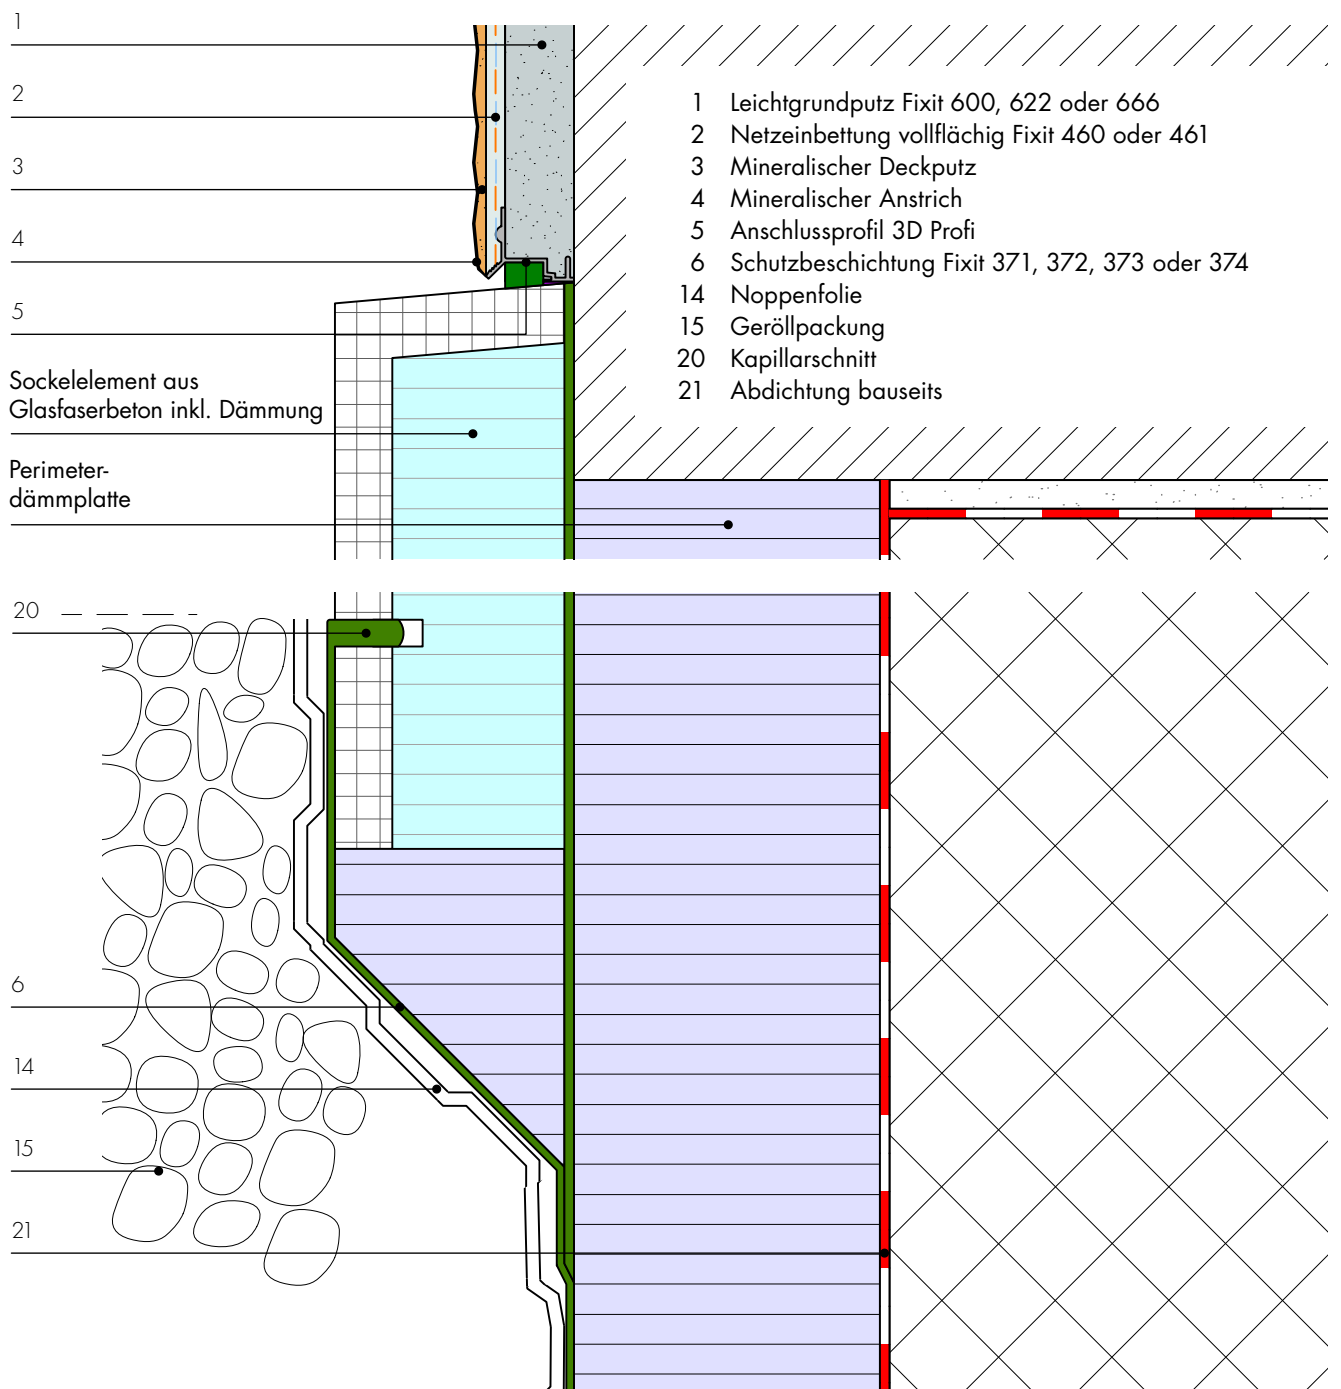 1
2
3
4
5
Sockelelement aus
Glasfaserbeton inkl. Dämmung
Perimeter-
dämmplatte
20
6
14
15
21
1 Leichtgrundputz Fixit 600, 622 oder 666
2 Netzeinbettung vollflächig Fixit 460 oder 461
3 Mineralischer Deckputz
4 Mineralischer Anstrich
5 Anschlussprofil 3D Profi
6 Schutzbeschichtung Fixit 371, 372, 373 oder 374
14 Noppenfolie
15 Geröllpackung
20 Kapillarschnitt
21 Abdichtung bauseits